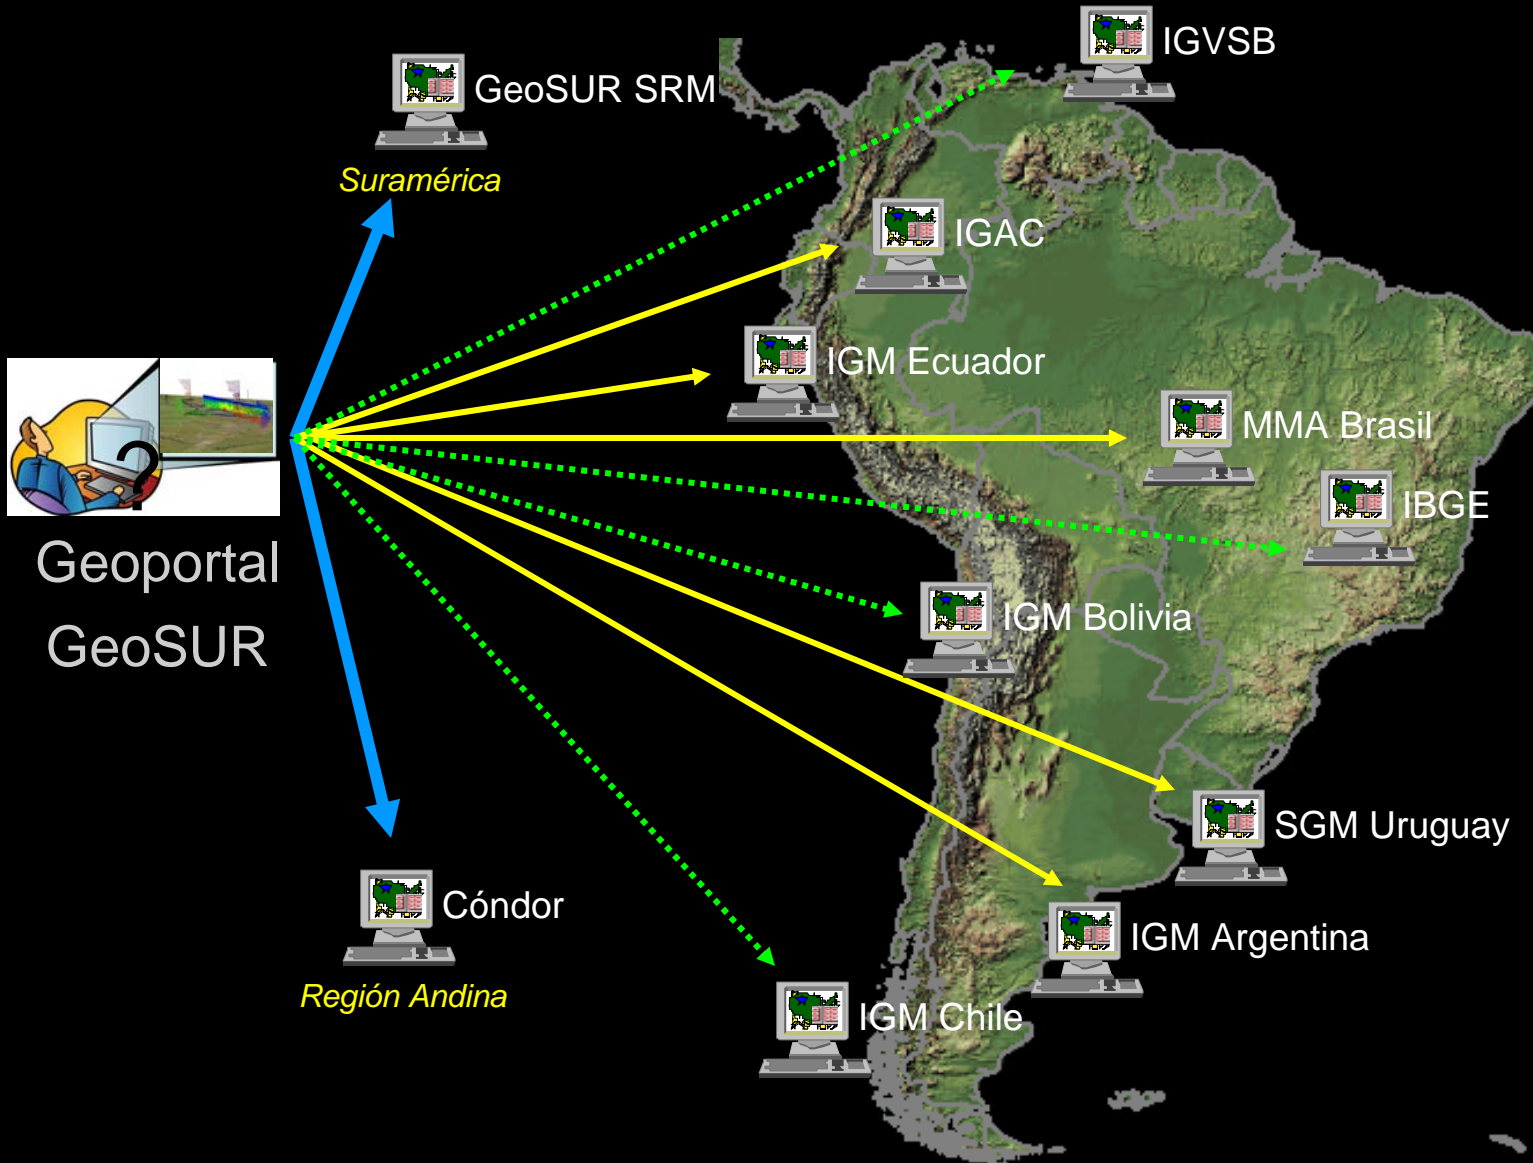 IGVSB
GeoSUR SRM
Suramérica
IGAC
IGM Ecuador
MMA Brasil
?
IBGE
Geoportal
GeoSUR
IGM Bolivia
SGM Uruguay
Cóndor
IGM Argentina
Región Andina
IGM Chile